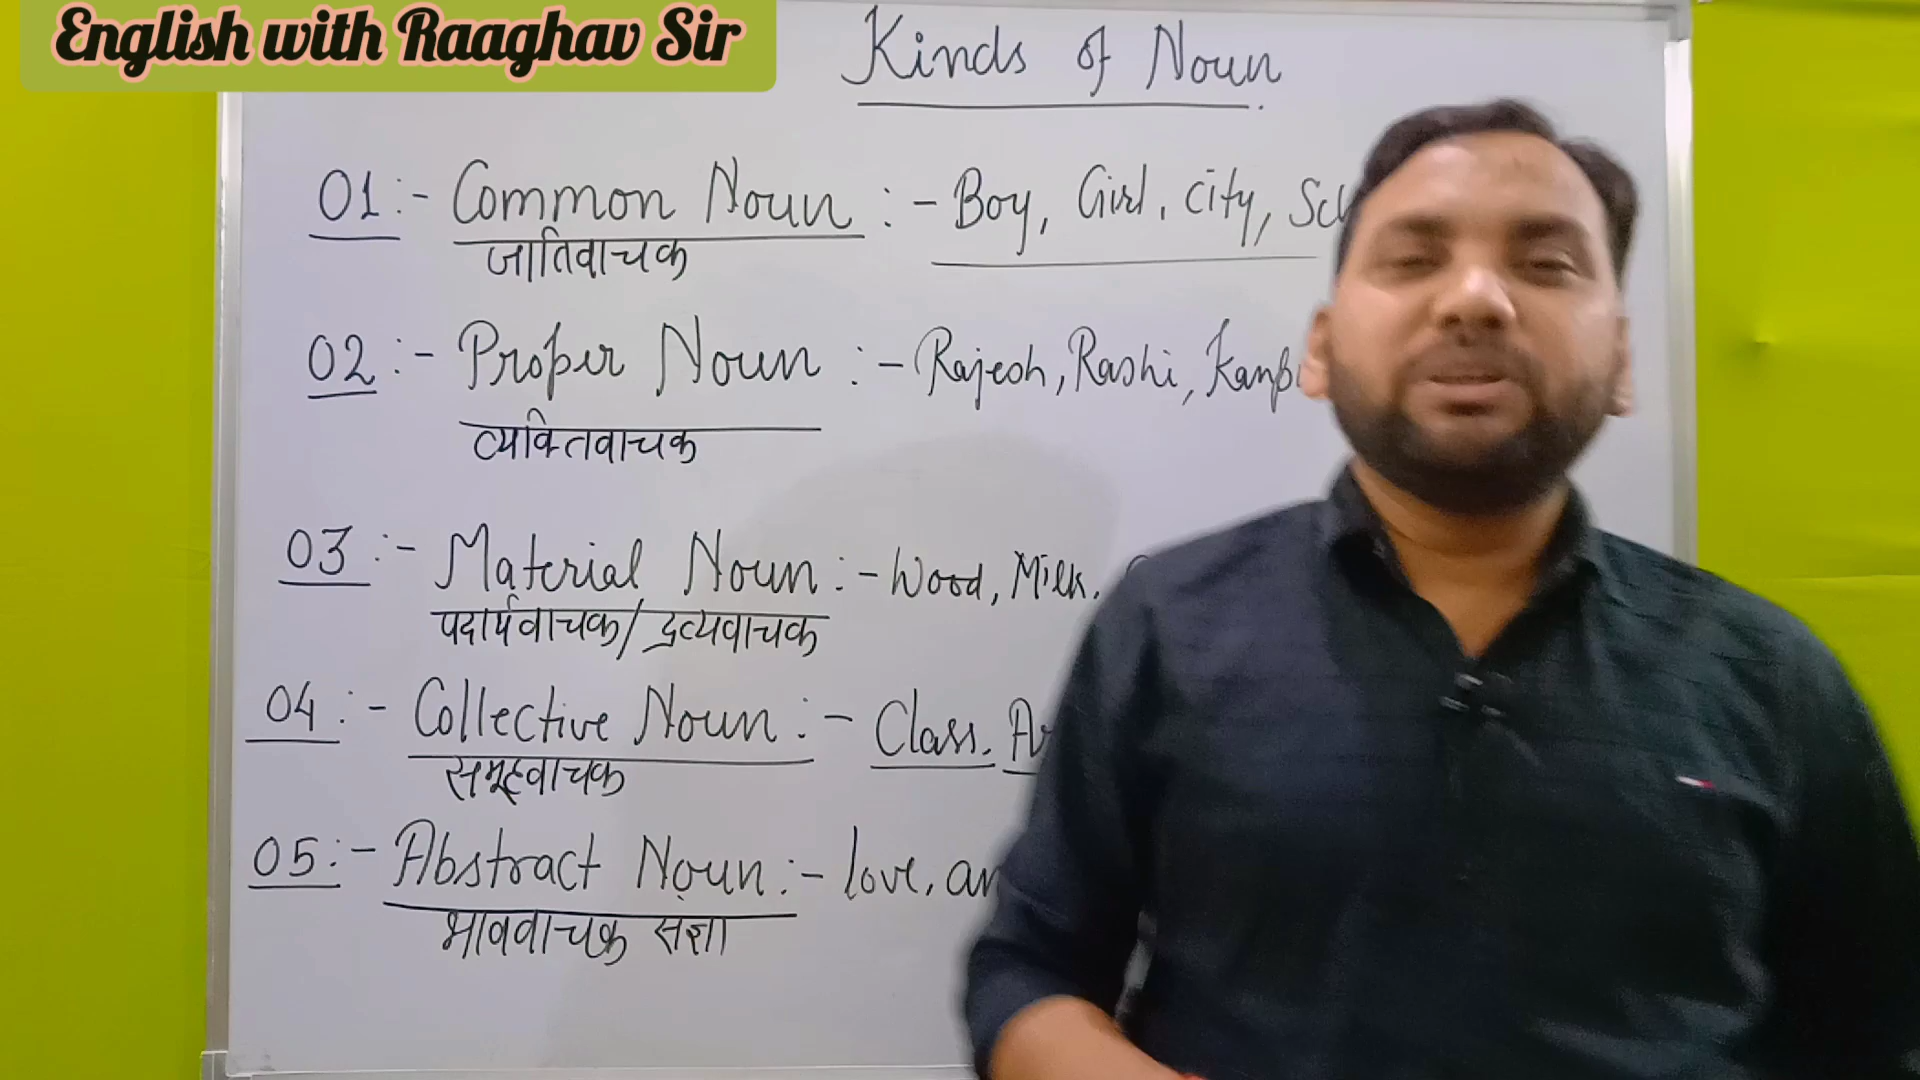 English with Raaghav Sir
Kinds of Noun
01:- Common Noun :- Boy, Girl, City,
जातिवाचक
02:- Proper Noun :- Rajesh, Rashi,
व्यक्तिवाचक
03:- Material Noun:- Wood, Milk,
पदार्थवाचक/द्रव्यवाचक
04:- Collective Noun:- Class,
समूहवाचक
05:- Abstract Noun:- love,
भाववाचक संज्ञा